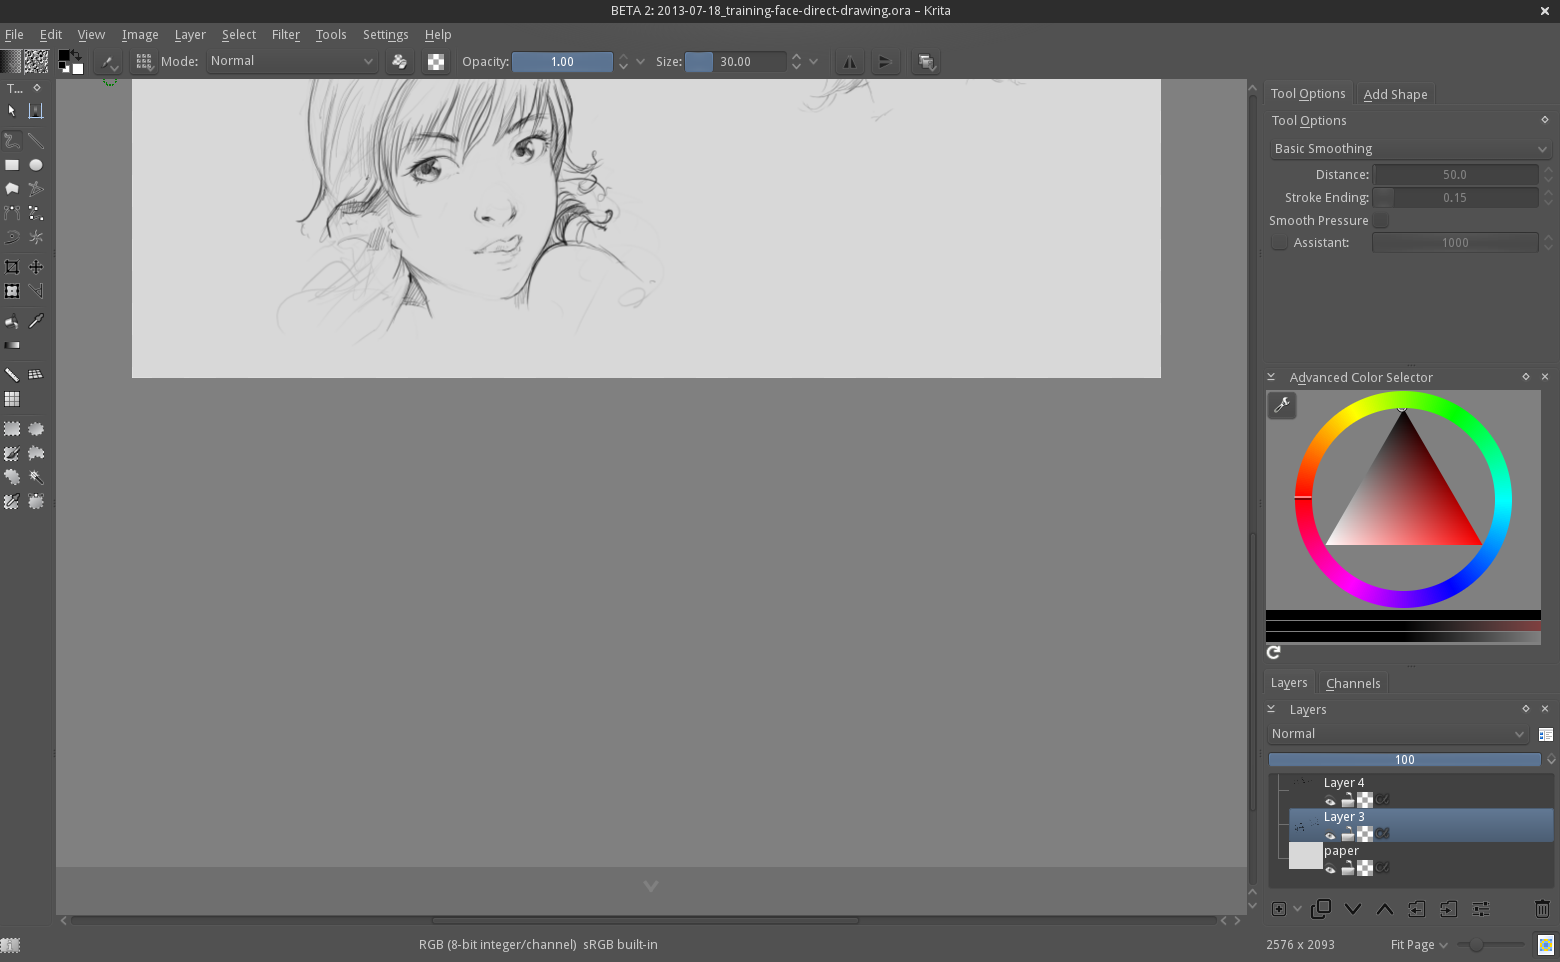 BETA 2: 2013-07-18_training-face-direct-drawing.ora – Krita
File Edit View Image Layer Select Filter Tools Settings Help
Mode: Normal Opacity: 1.00 Size: 30.00
T...
Tool Options Add Shape
Tool Options
Basic Smoothing
Distance: 50.0
Stroke Ending: 0.15
Smooth Pressure
Assistant: 1000
Advanced Color Selector
Layers Channels
Layers
Normal
100
Layer 4
Layer 3
paper
RGB (8-bit integer/channel) sRGB built-in 2576 x 2093 Fit Page